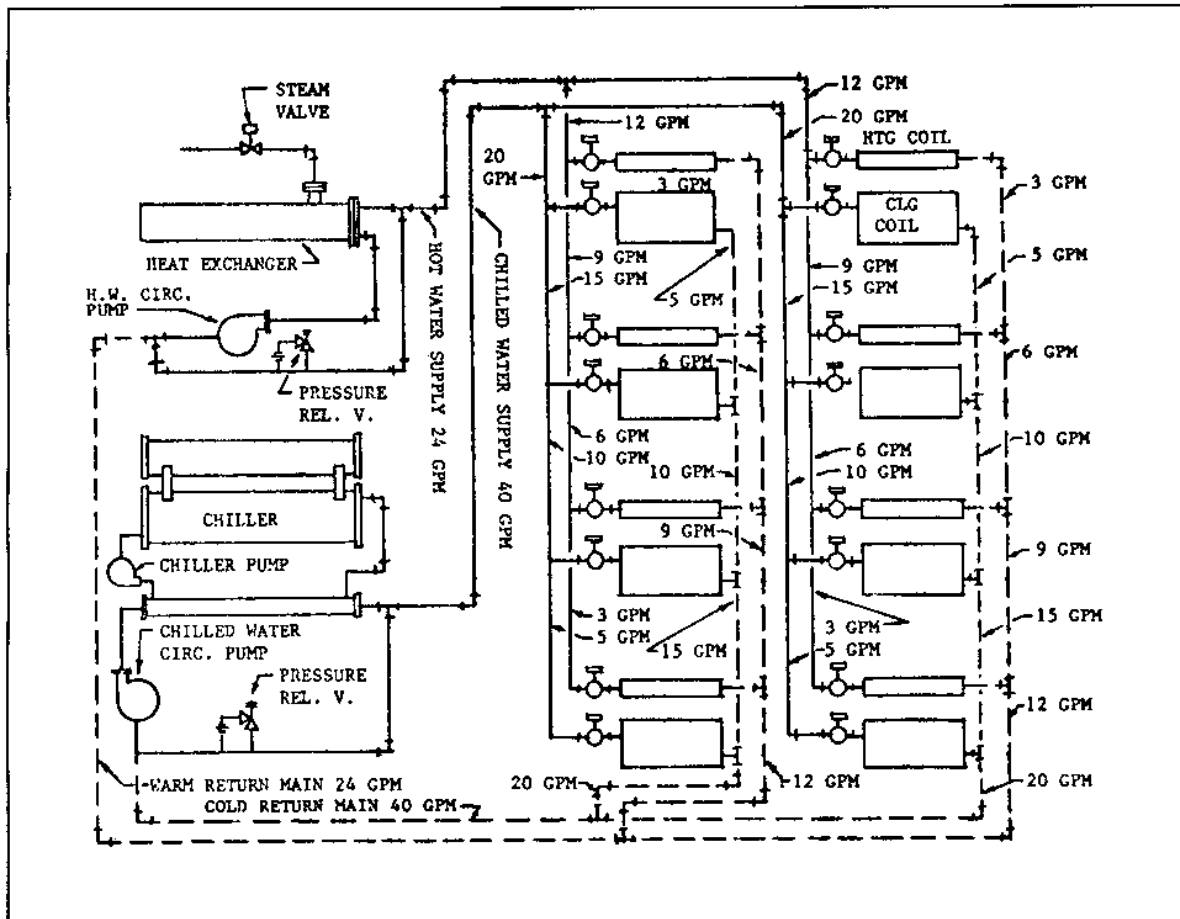 STEAM
VALVE
HEAT EXCHANGER
H.W. CIRC.
PUMP
PRESSURE
REL. V.
CHILLER
CHILLER PUMP
CHILLED WATER
CIRC. PUMP
PRESSURE
REL. V.
WARM RETURN MAIN 24 GPM
COLD RETURN MAIN 40 GPM
HOT WATER SUPPLY 24 GPM
CHILLED WATER SUPPLY 40 GPM
20
GPM
12 GPM
3 GPM
9 GPM
15 GPM
5 GPM
6 GPM
6 GPM
10 GPM
10 GPM
9 GPM
3 GPM
5 GPM
15 GPM
20 GPM
12 GPM
12 GPM
20 GPM
HTG COIL
3 GPM
CLG
COIL
5 GPM
9 GPM
15 GPM
6 GPM
10 GPM
6 GPM
10 GPM
9 GPM
15 GPM
3 GPM
5 GPM
12 GPM
20 GPM